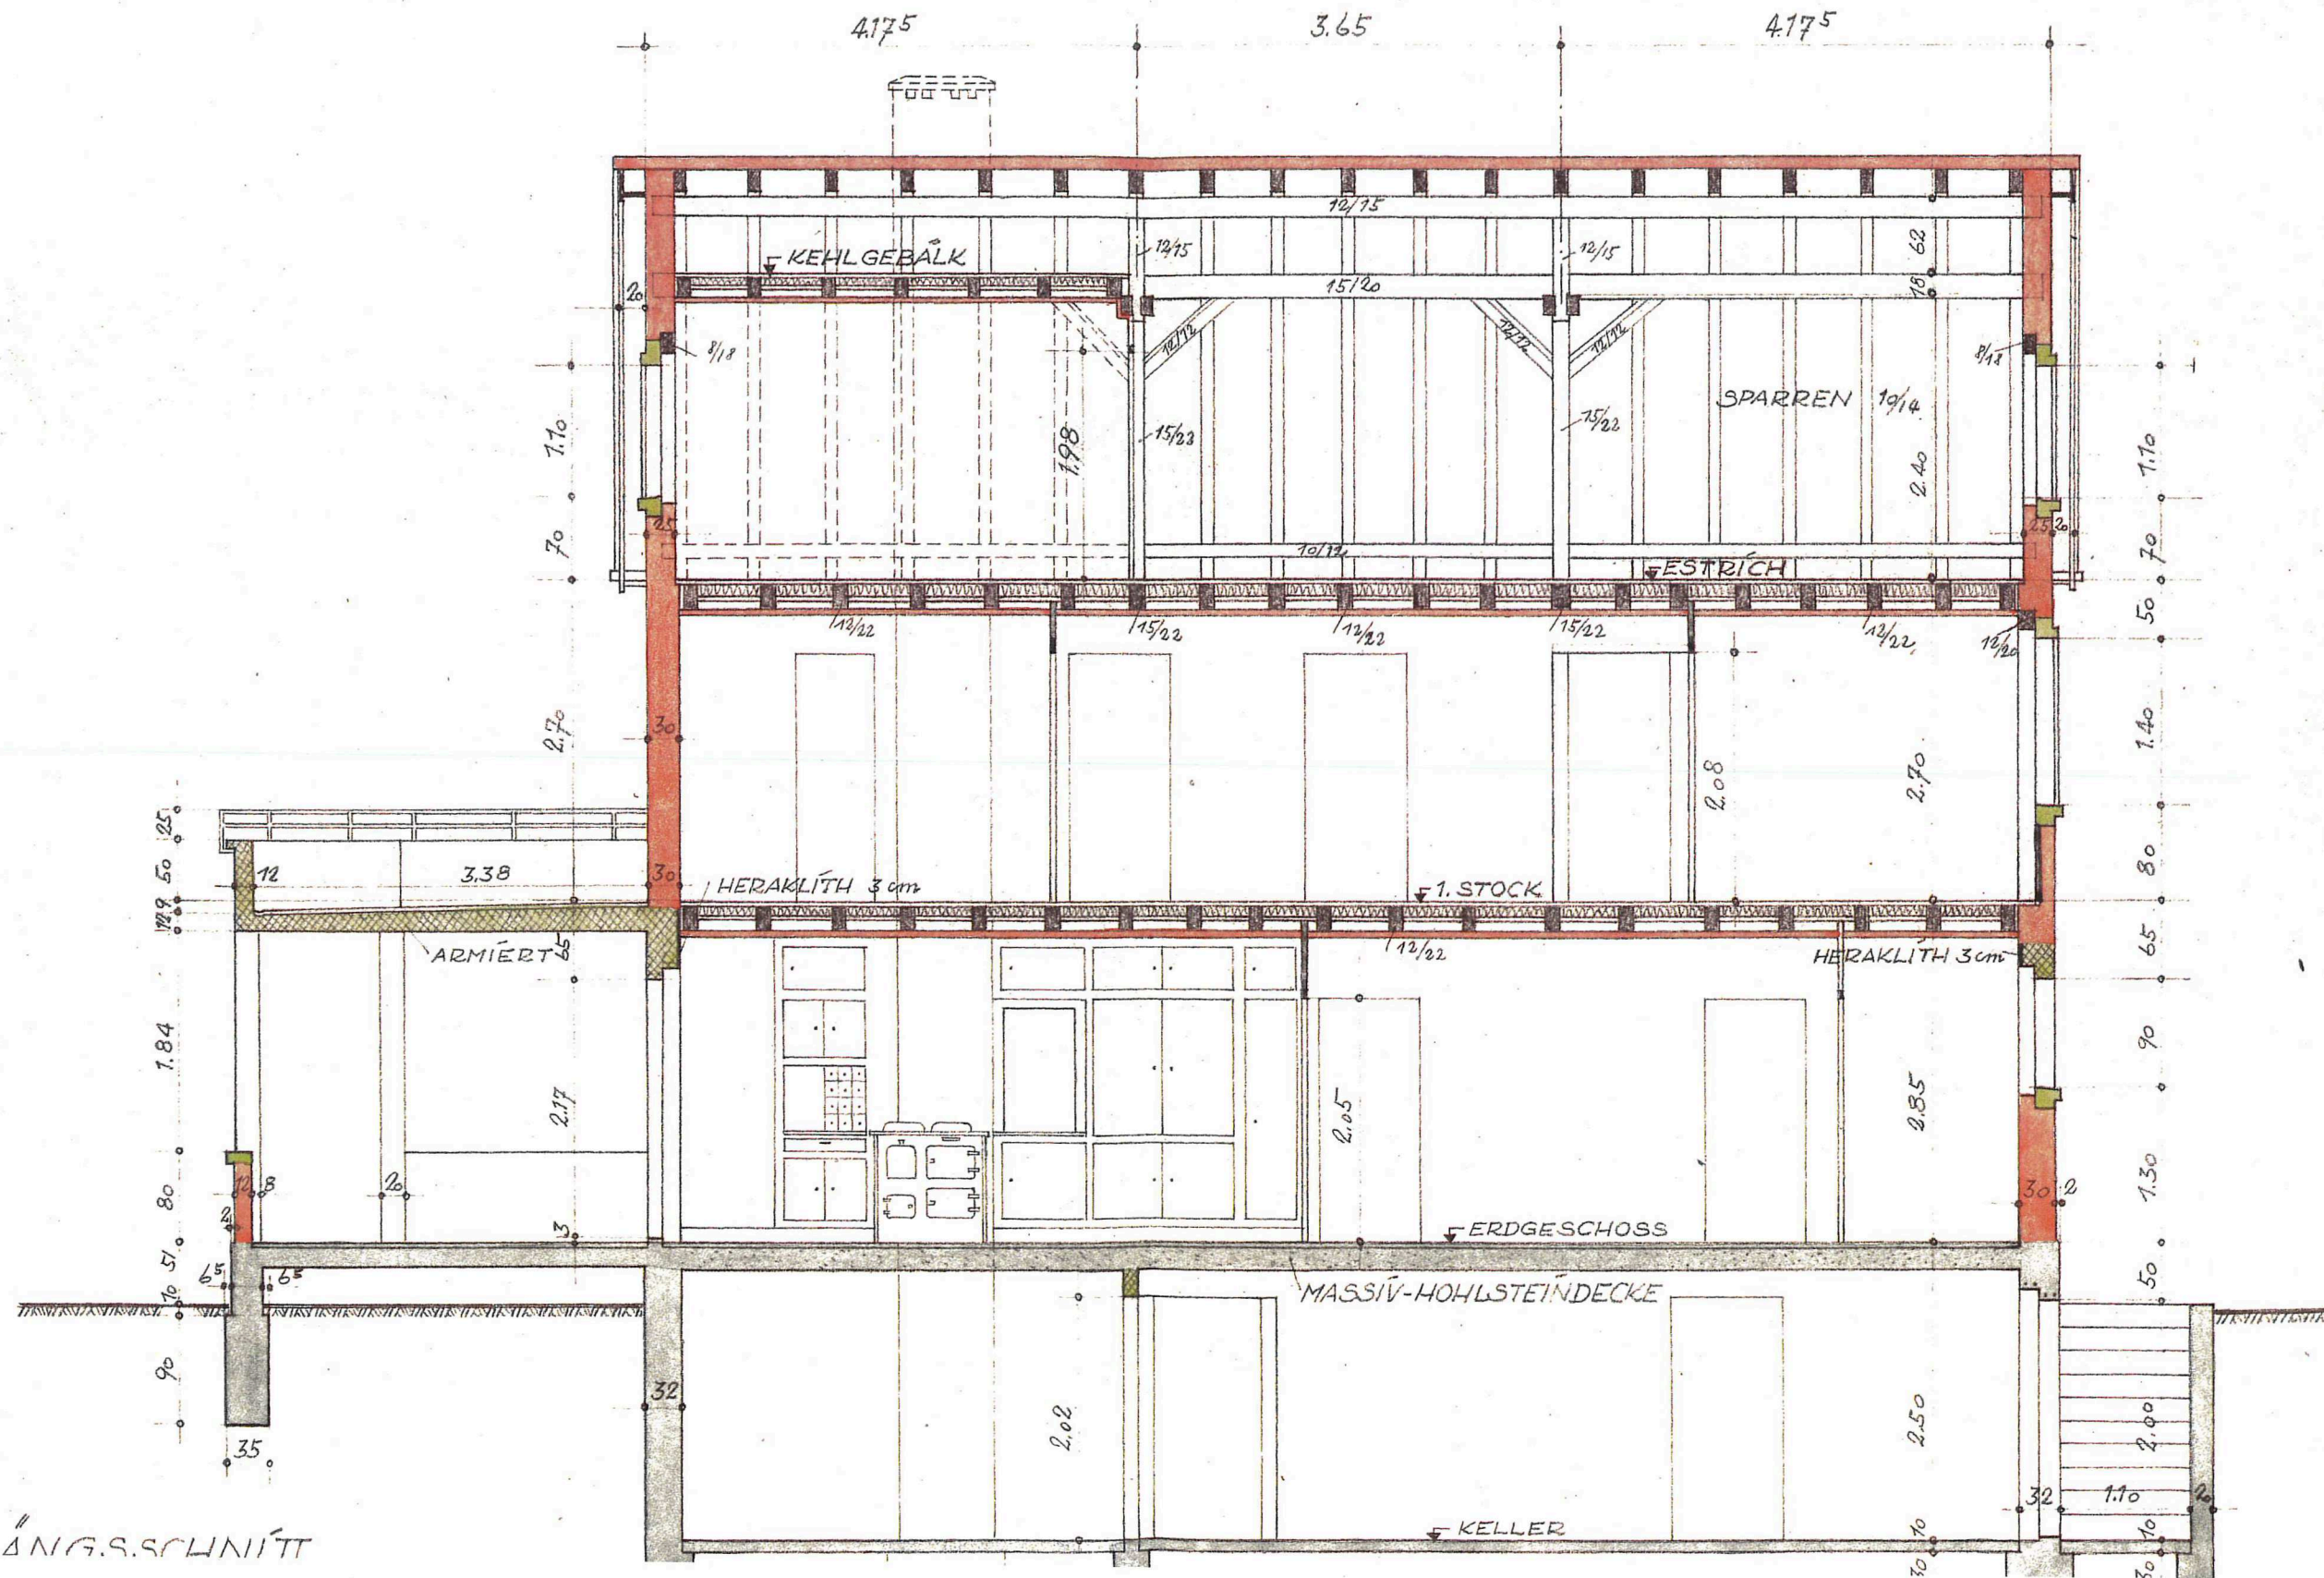 4.17⁵ 3.65 4.17⁵
12/15
KEHLGEBÄLK 12/15 12/15 62
15/20 18
20
12/12 12/12 12/12
8/18 8/18
SPARREN 10/14
1.10 1.98 15/23 15/22 2.40 1.10
25 25 20
70 10/12 70
ESTRICH
50
12/22 15/22 12/22 15/22 12/22 12/20
2.70 30 2.08 2.70 1.40
25
50 12 3.38 30 HERAKLITH 3 cm 1. STOCK 80
9
12
ARMIERT 65 12/22 HERAKLITH 3 cm 65
1.84 90
2.17 2.05 2.85
80 12 8 20 1.30
30 2
2 3 ERDGESCHOSS
51 6⁵ 6⁵ 50
10 MASSIV-HOHLSTEINDECKE
90 32
35 2.02 2.50 2.00
32 1.10 20
ÄNGSSCHNITT KELLER 10 10
30 30